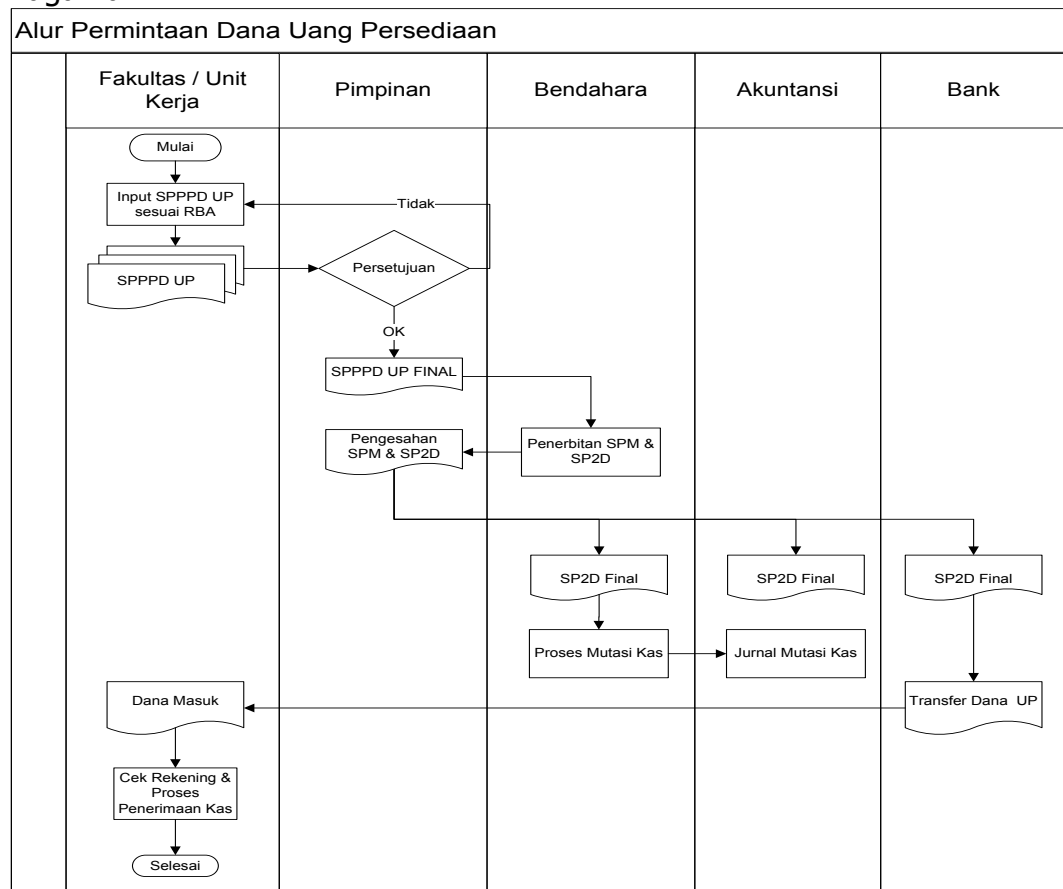 Alur Permintaan Dana Uang Persediaan
Fakultas / Unit
Kerja
Pimpinan
Bendahara
Akuntansi
Bank
Mulai
Input SPPPD UP
sesuai RBA
Tidak
SPPPD UP
Persetujuan
OK
SPPPD UP FINAL
Pengesahan
SPM & SP2D
Penerbitan SPM &
SP2D
SP2D Final
SP2D Final
SP2D Final
Proses Mutasi Kas
Jurnal Mutasi Kas
Dana Masuk
Transfer Dana UP
Cek Rekening &
Proses
Penerimaan Kas
Selesai